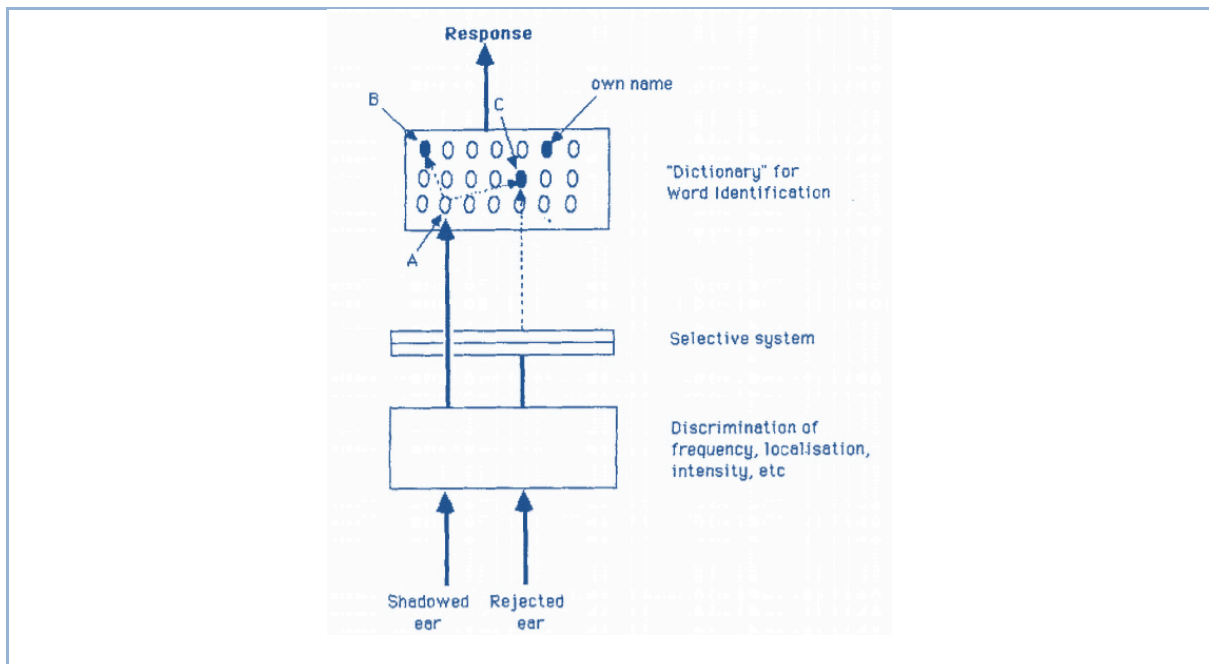 Response
own name
B
C
"Dictionary" for
Word Identification
A
Selective system
Discrimination of
frequency, localisation,
intensity, etc
Shadowed
ear
Rejected
ear